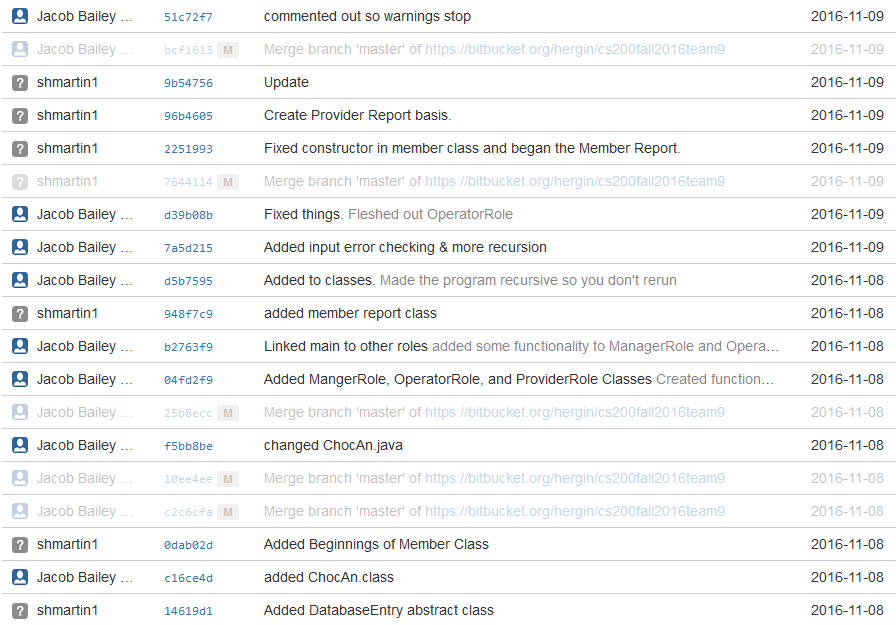 Jacob Bailey ... 51c72f7 commented out so warnings stop 2016-11-09
Jacob Bailey ... bcf1613 M Merge branch 'master' of https://bitbucket.org/hergin/cs200fall2016team9 2016-11-09
? shmartin1 9b54756 Update 2016-11-09
? shmartin1 96b4605 Create Provider Report basis. 2016-11-09
? shmartin1 2251993 Fixed constructor in member class and began the Member Report. 2016-11-09
? shmartin1 7644114 M Merge branch 'master' of https://bitbucket.org/hergin/cs200fall2016team9 2016-11-09
Jacob Bailey ... d39b08b Fixed things. Fleshed out OperatorRole 2016-11-09
Jacob Bailey ... 7a5d215 Added input error checking & more recursion 2016-11-09
Jacob Bailey ... d5b7595 Added to classes. Made the program recursive so you don't rerun 2016-11-08
? shmartin1 948f7c9 added member report class 2016-11-08
Jacob Bailey ... b2763f9 Linked main to other roles added some functionality to ManagerRole and Opera... 2016-11-08
Jacob Bailey ... 04fd2f9 Added MangerRole, OperatorRole, and ProviderRole Classes Created function... 2016-11-08
Jacob Bailey ... 25b8ecc M Merge branch 'master' of https://bitbucket.org/hergin/cs200fall2016team9 2016-11-08
Jacob Bailey ... f5bb8be changed ChocAn.java 2016-11-08
Jacob Bailey ... 10ee4ee M Merge branch 'master' of https://bitbucket.org/hergin/cs200fall2016team9 2016-11-08
Jacob Bailey ... c2c6cfa M Merge branch 'master' of https://bitbucket.org/hergin/cs200fall2016team9 2016-11-08
? shmartin1 0dab02d Added Beginnings of Member Class 2016-11-08
Jacob Bailey ... c16ce4d added ChocAn.class 2016-11-08
? shmartin1 14619d1 Added DatabaseEntry abstract class 2016-11-08